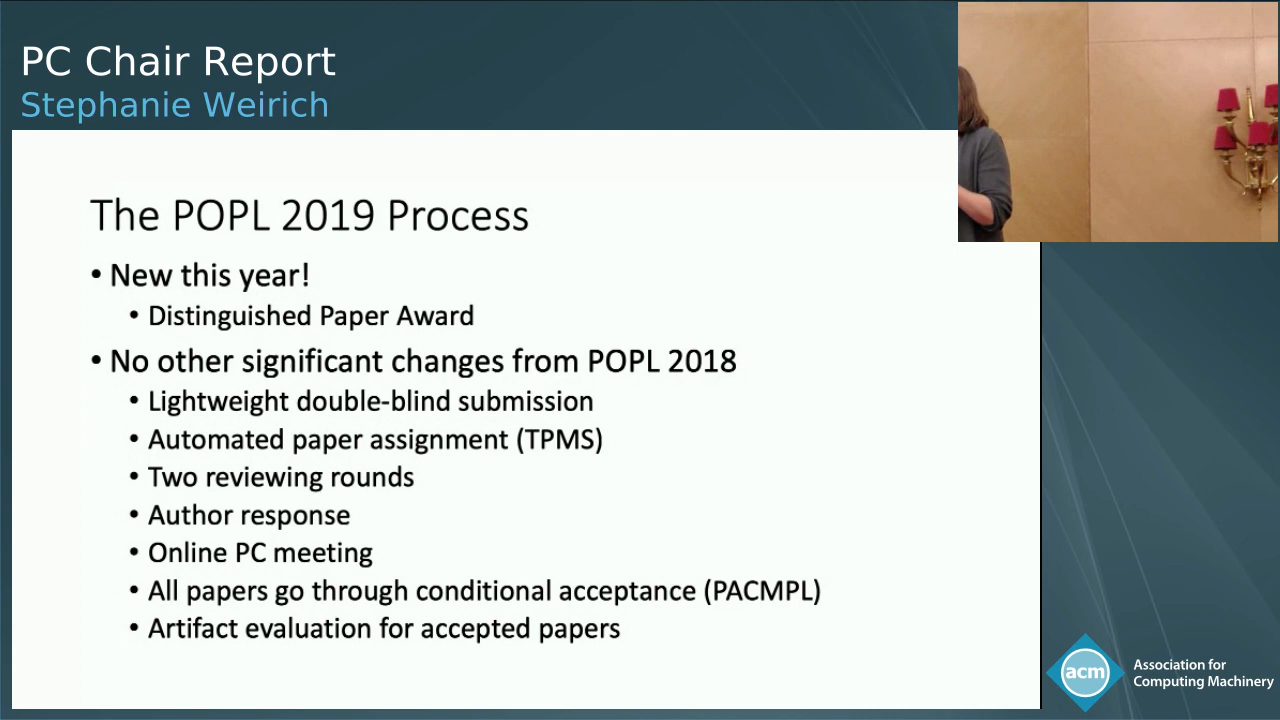 PC Chair Report
Stephanie Weirich
The POPL 2019 Process
• New this year!
• Distinguished Paper Award
• No other significant changes from POPL 2018
• Lightweight double-blind submission
• Automated paper assignment (TPMS)
• Two reviewing rounds
• Author response
• Online PC meeting
• All papers go through conditional acceptance (PACMPL)
• Artifact evaluation for accepted papers
acm
Association for
Computing Machinery